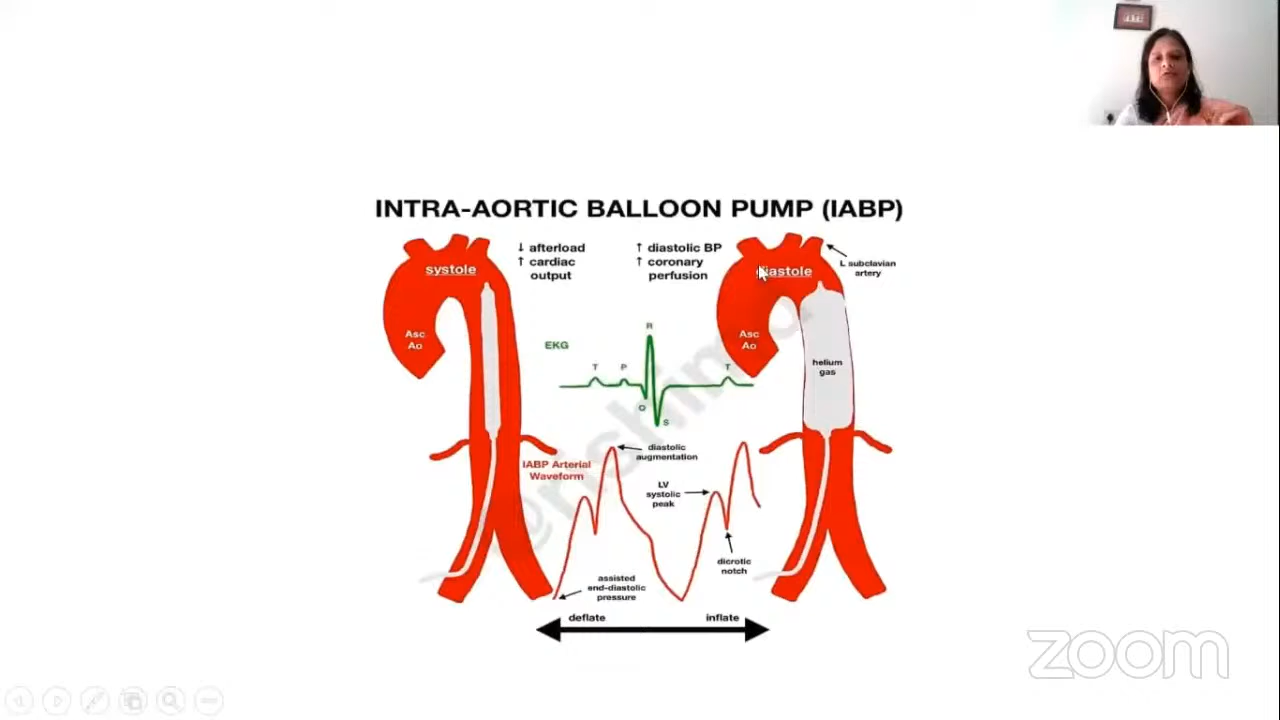 INTRA-AORTIC BALLOON PUMP (IABP)
systole
↓ afterload
↑ cardiac
output
↑ diastolic BP
↑ coronary
perfusion
diastole
L subclavian
artery
Asc
Ao
EKG
R
T
P
Q
S
T
Asc
Ao
helium
gas
IABP Arterial
Waveform
diastolic
augmentation
LV
systolic
peak
dicrotic
notch
assisted
end-diastolic
pressure
deflate
inflate
zoom